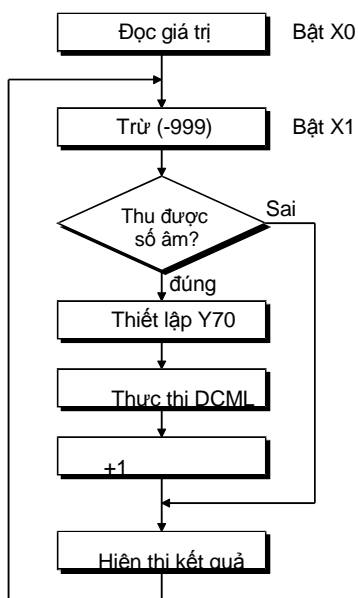 Đọc giá trị Bật X0
Trừ (-999) Bật X1
Thu được
số âm?
Sai
đúng
Thiết lập Y70
Thực thi DCML
+1
Hiện thi kết quả